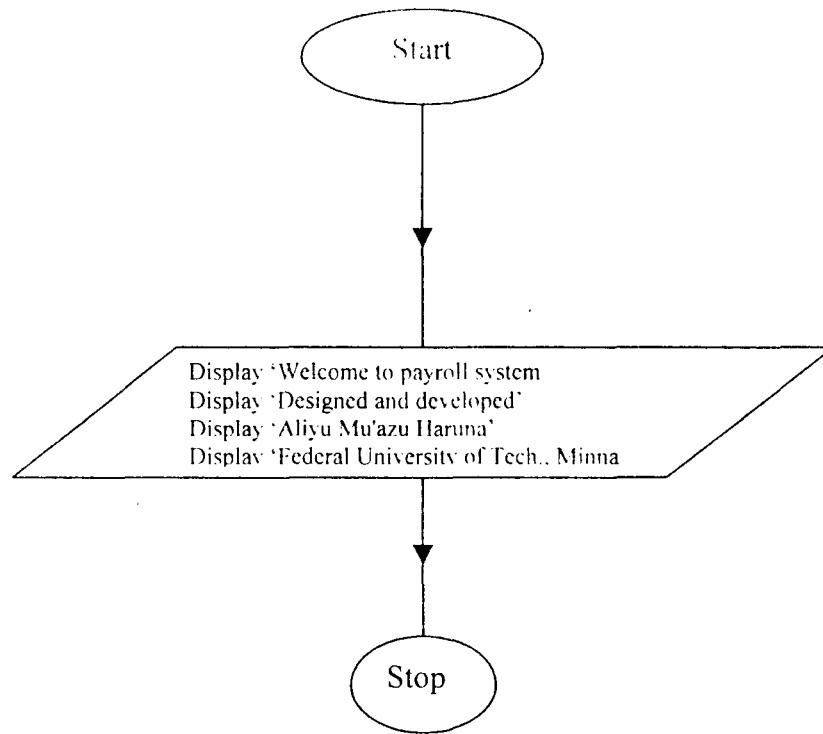 Start
Display ‘Welcome to payroll system
Display ‘Designed and developed’
Display ‘Aliyu Mu'azu Haruna’
Display ‘Federal University of Tech., Minna
Stop